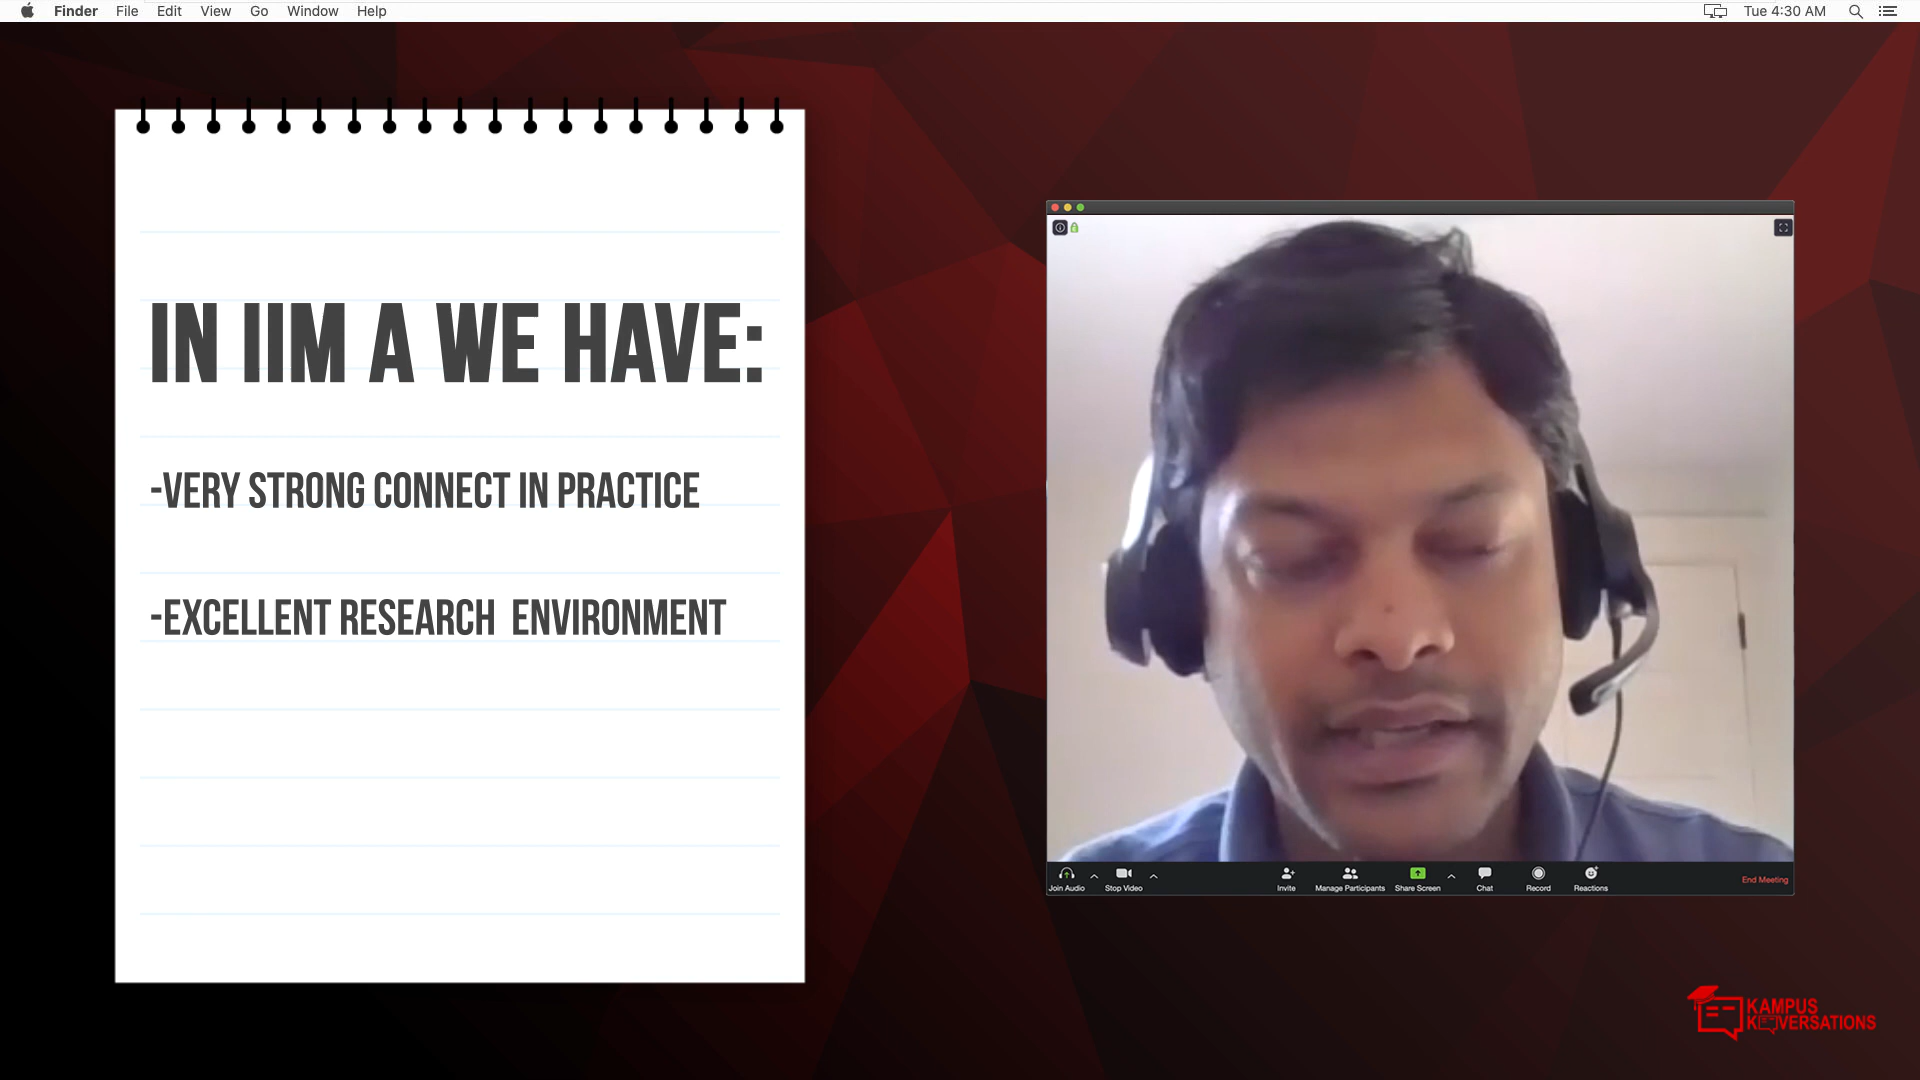 Finder File Edit View Go Window Help
Tue 4:30 AM
IN IIM A WE HAVE:
-VERY STRONG CONNECT IN PRACTICE
-EXCELLENT RESEARCH ENVIRONMENT
Join Audio Stop Video Invite Manage Participants Share Screen Chat Record Reactions End Meeting
KAMPUS
KONVERSATIONS